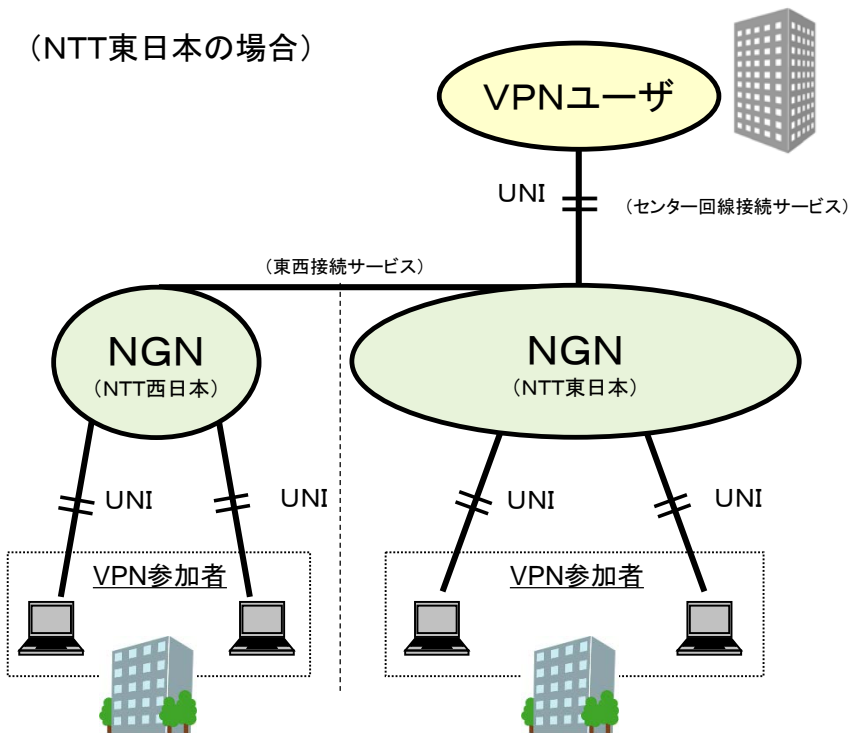 （NTT東日本の場合）
VPNユーザ
UNI
（センター回線接続サービス）
（東西接続サービス）
NGN
（NTT西日本）
NGN
（NTT東日本）
UNI
UNI
UNI
UNI
VPN参加者
VPN参加者